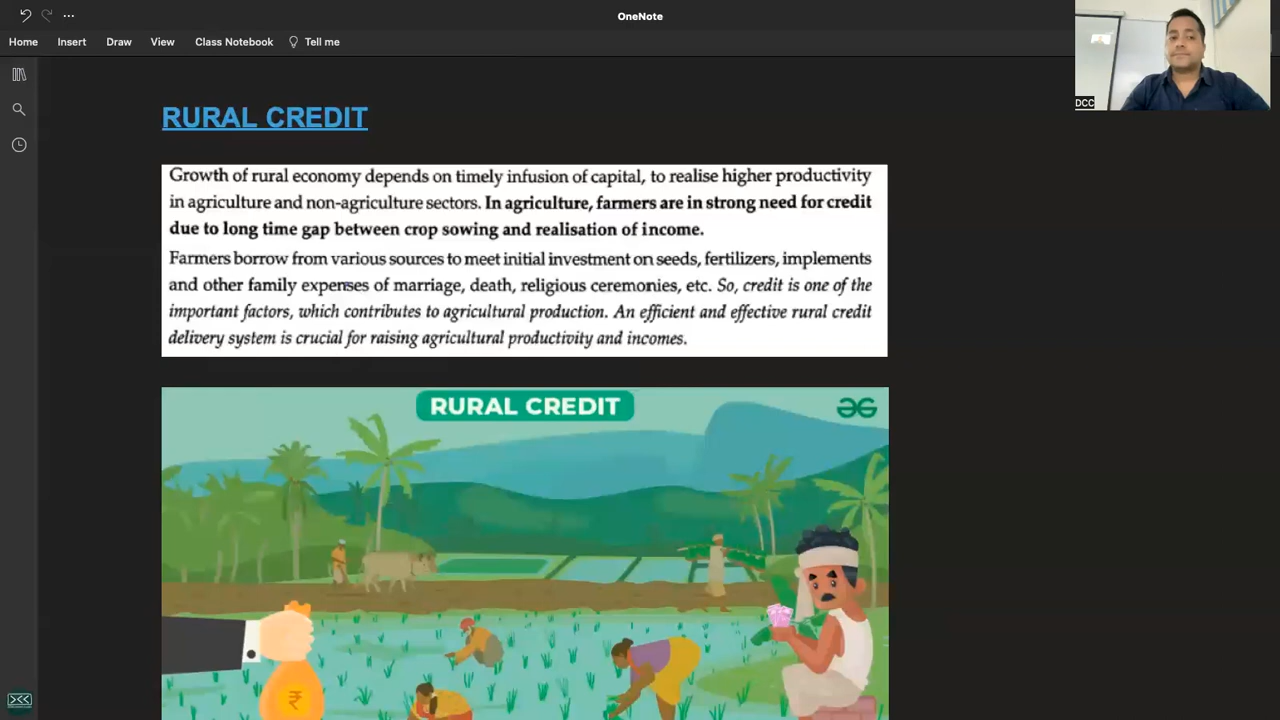 OneNote
Home Insert Draw View Class Notebook Tell me
DCC
RURAL CREDIT
Growth of rural economy depends on timely infusion of capital, to realise higher productivity
in agriculture and non-agriculture sectors. In agriculture, farmers are in strong need for credit
due to long time gap between crop sowing and realisation of income.
Farmers borrow from various sources to meet initial investment on seeds, fertilizers, implements
and other family expenses of marriage, death, religious ceremonies, etc. So, credit is one of the
important factors, which contributes to agricultural production. An efficient and effective rural credit
delivery system is crucial for raising agricultural productivity and incomes.
RURAL CREDIT
₹